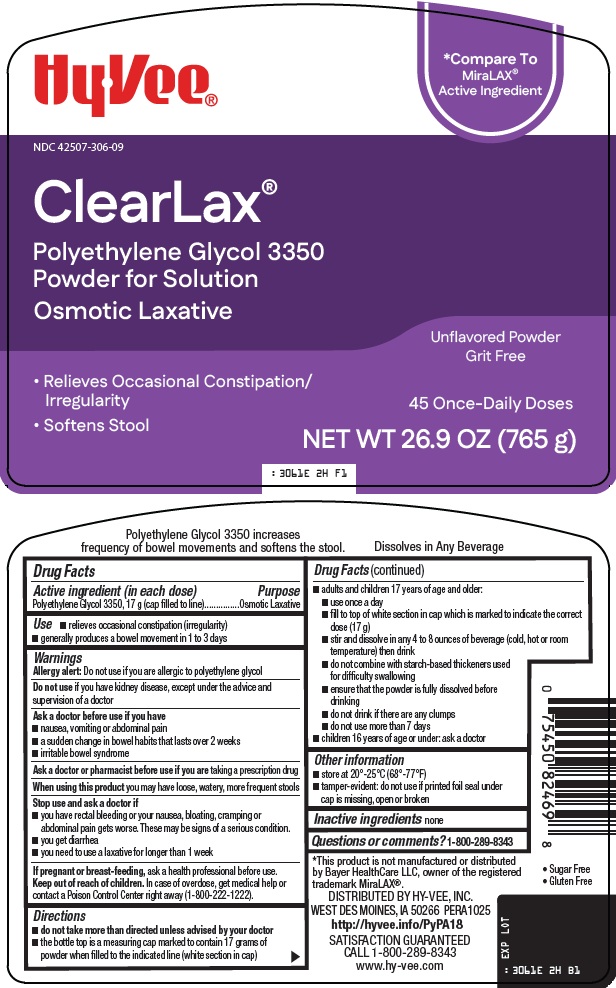 HyVee®
*Compare To
MiraLAX®
Active Ingredient
NDC 42507-306-09
ClearLax®
Polyethylene Glycol 3350
Powder for Solution
Osmotic Laxative
Unflavored Powder
Grit Free
• Relieves Occasional Constipation/
Irregularity
• Softens Stool
45 Once-Daily Doses
NET WT 26.9 OZ (765 g)
: 3061E 2H F1
Polyethylene Glycol 3350 increases
frequency of bowel movements and softens the stool.
Dissolves in Any Beverage
Drug Facts
Active ingredient (in each dose) Purpose
Polyethylene Glycol 3350, 17 g (cap filled to line)..............Osmotic Laxative
Use ■ relieves occasional constipation (irregularity)
■ generally produces a bowel movement in 1 to 3 days
Warnings
Allergy alert: Do not use if you are allergic to polyethylene glycol
Do not use if you have kidney disease, except under the advice and
supervision of a doctor
Ask a doctor before use if you have
■ nausea, vomiting or abdominal pain
■ a sudden change in bowel habits that lasts over 2 weeks
■ irritable bowel syndrome
Ask a doctor or pharmacist before use if you are taking a prescription drug
When using this product you may have loose, watery, more frequent stools
Stop use and ask a doctor if
■ you have rectal bleeding or your nausea, bloating, cramping or
abdominal pain gets worse. These may be signs of a serious condition.
■ you get diarrhea
■ you need to use a laxative for longer than 1 week
If pregnant or breast-feeding, ask a health professional before use.
Keep out of reach of children. In case of overdose, get medical help or
contact a Poison Control Center right away (1-800-222-1222).
Directions
■ do not take more than directed unless advised by your doctor
■ the bottle top is a measuring cap marked to contain 17 grams of
powder when filled to the indicated line (white section in cap)
Drug Facts (continued)
■ adults and children 17 years of age and older:
■ use once a day
■ fill to top of white section in cap which is marked to indicate the correct
dose (17 g)
■ stir and dissolve in any 4 to 8 ounces of beverage (cold, hot or room
temperature) then drink
■ do not combine with starch-based thickeners used
for difficulty swallowing
■ ensure that the powder is fully dissolved before
drinking
■ do not drink if there are any clumps
■ do not use more than 7 days
■ children 16 years of age or under: ask a doctor
Other information
■ store at 20°-25°C (68°-77°F)
■ tamper-evident: do not use if printed foil seal under
cap is missing, open or broken
Inactive ingredients none
Questions or comments? 1-800-289-8343
*This product is not manufactured or distributed
by Bayer HealthCare LLC, owner of the registered
trademark MiraLAX®.
DISTRIBUTED BY HY-VEE, INC.
WEST DES MOINES, IA 50266 PERA1025
http://hyvee.info/PyPA18
SATISFACTION GUARANTEED
CALL 1-800-289-8343
www.hy-vee.com
0 75450 82469 8
• Sugar Free
• Gluten Free
EXP LOT
: 3061E 2H B1